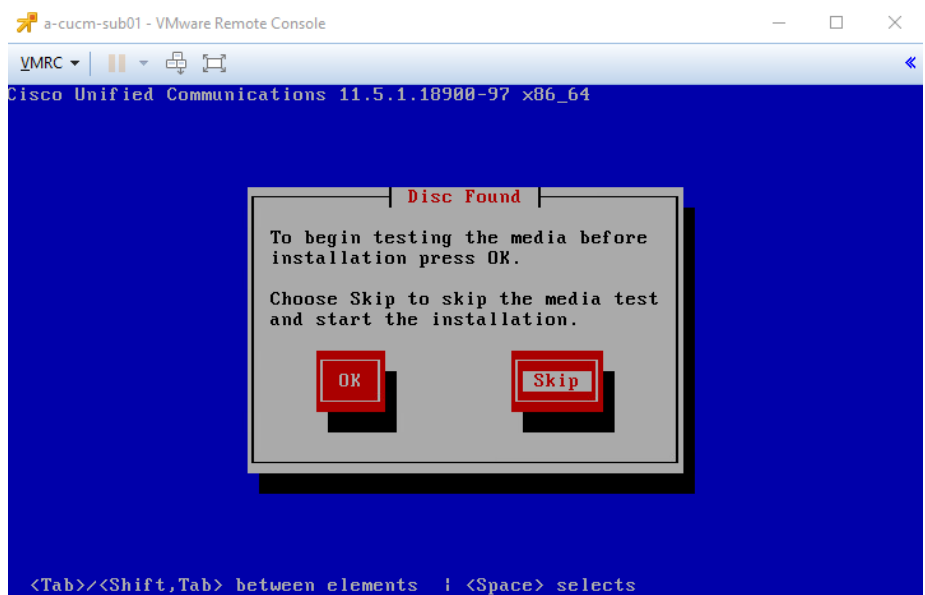 a-cucm-sub01 - VMware Remote Console
VMRC
Cisco Unified Communications 11.5.1.18900-97 x86_64
Disc Found
To begin testing the media before
installation press OK.
Choose Skip to skip the media test
and start the installation.
OK Skip
<Tab>/<Shift,Tab> between elements | <Space> selects